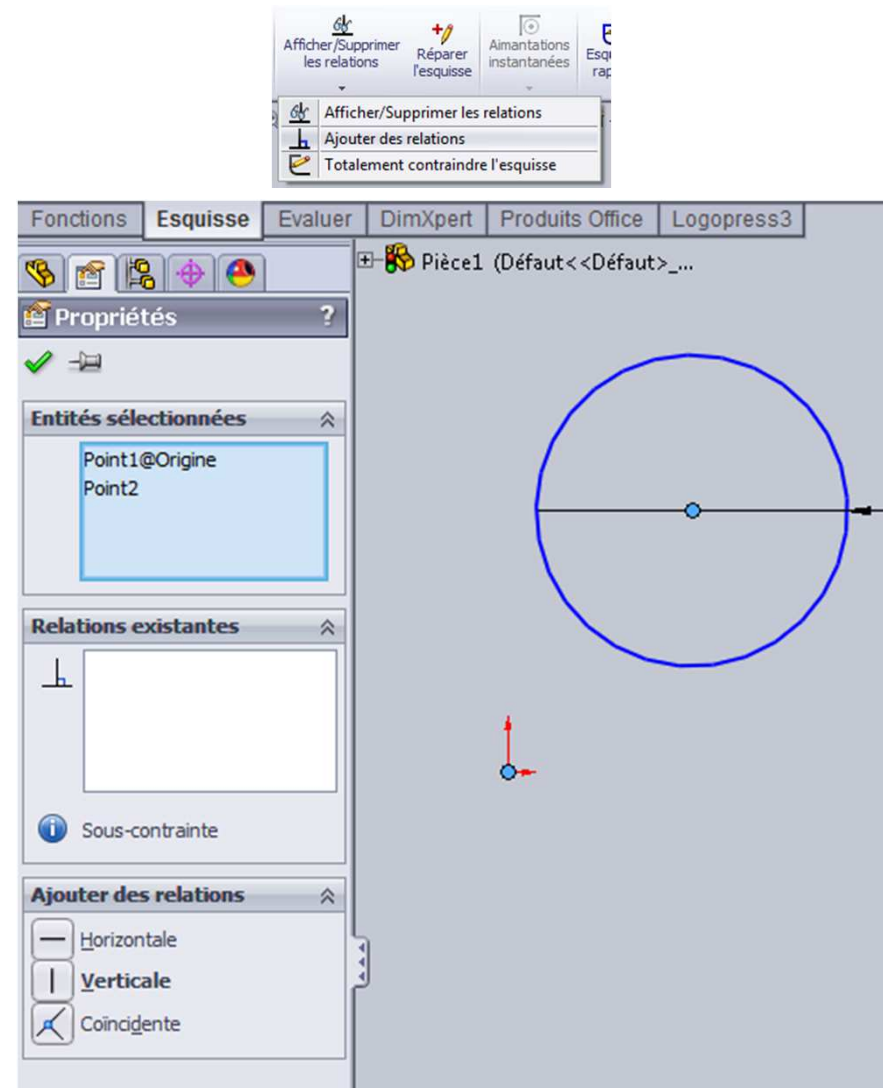 Afficher/Supprimer
les relations
Réparer
l'esquisse
Aimantations
instantanées
Afficher/Supprimer les relations
Ajouter des relations
Totalement contraindre l'esquisse
Fonctions Esquisse Evaluer DimXpert Produits Office Logopress3
Pièce1 (Défaut<<Défaut>_...
Propriétés ?
Entités sélectionnées
Point1@Origine
Point2
Relations existantes
Sous-contrainte
Ajouter des relations
Horizontale
Verticale
Coïncidente